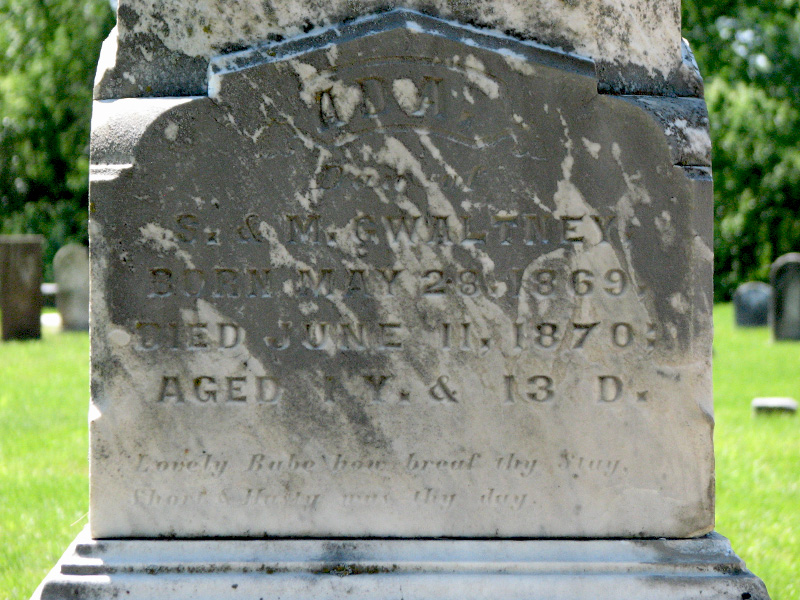 S. & M. GWALTNEY.
BORN MAY 29, 1869,
DIED JUNE 11, 1870;
AGED 1 Y. & 13 D.
Lovely Babe how breaf thy Stay,
Short & Hasty was thy day.